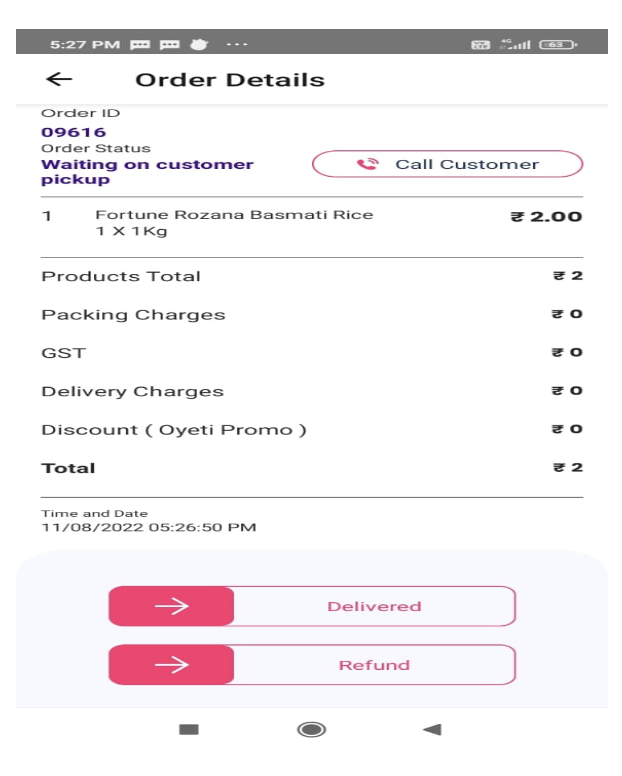 5:27 PM
4G
63
Order Details
Order ID
09616
Order Status
Waiting on customer
pickup
Call Customer
1 Fortune Rozana Basmati Rice ₹ 2.00
1 X 1Kg
Products Total ₹ 2
Packing Charges ₹ 0
GST ₹ 0
Delivery Charges ₹ 0
Discount ( Oyeti Promo ) ₹ 0
Total ₹ 2
Time and Date
11/08/2022 05:26:50 PM
Delivered
Refund